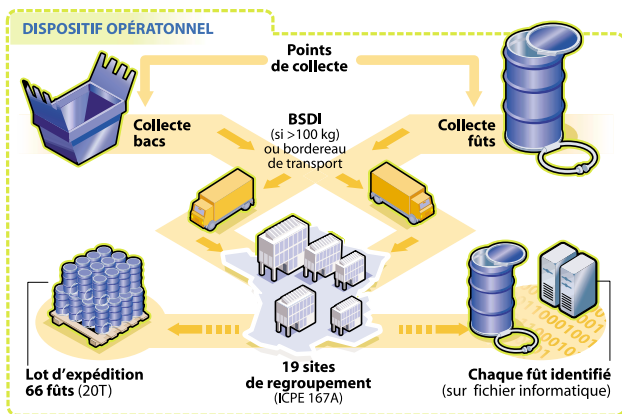 DISPOSITIF OPÉRATONNEL
Points
de collecte
Collecte
bacs
BSDI
(si >100 kg)
ou bordereau
de transport
Collecte
fûts
Lot d’expédition
66 fûts (20T)
19 sites
de regroupement
(ICPE 167A)
Chaque fût identifié
(sur fichier informatique)